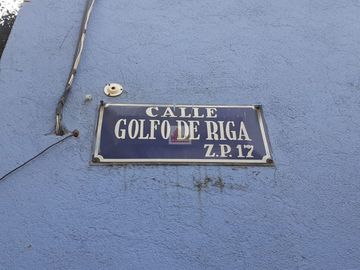 CALLE
GOLFO DE RIGA
Z.P. 17